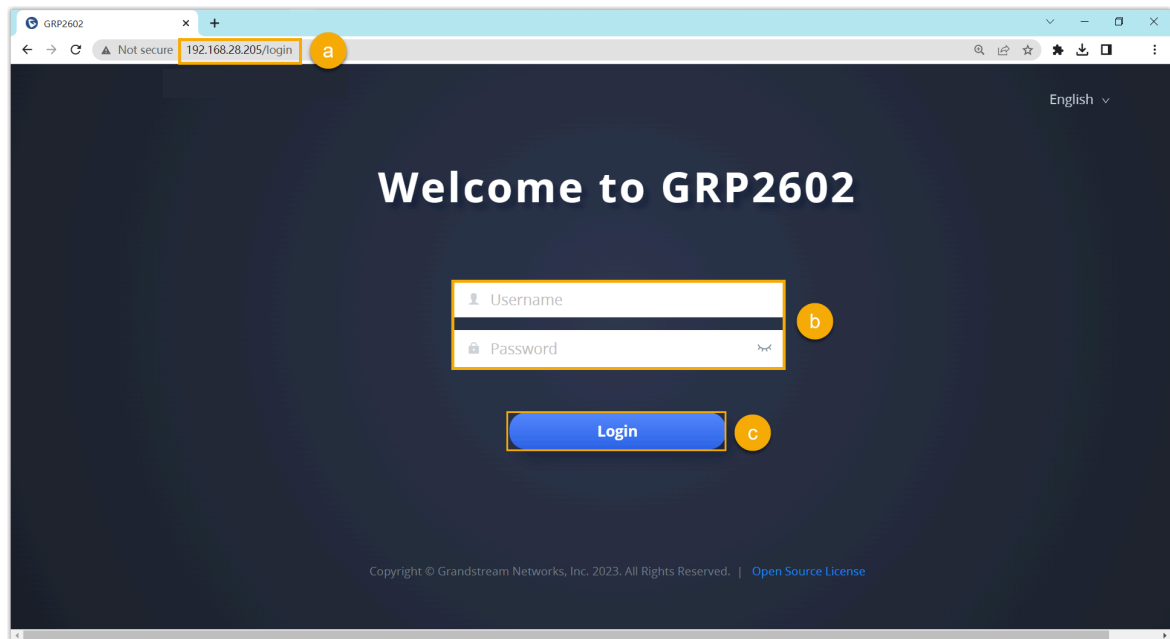 GRP2602
Not secure 192.168.28.205/login a
English
Welcome to GRP2602
Username
b
Password
Login c
Copyright © Grandstream Networks, Inc. 2023. All Rights Reserved. | Open Source License